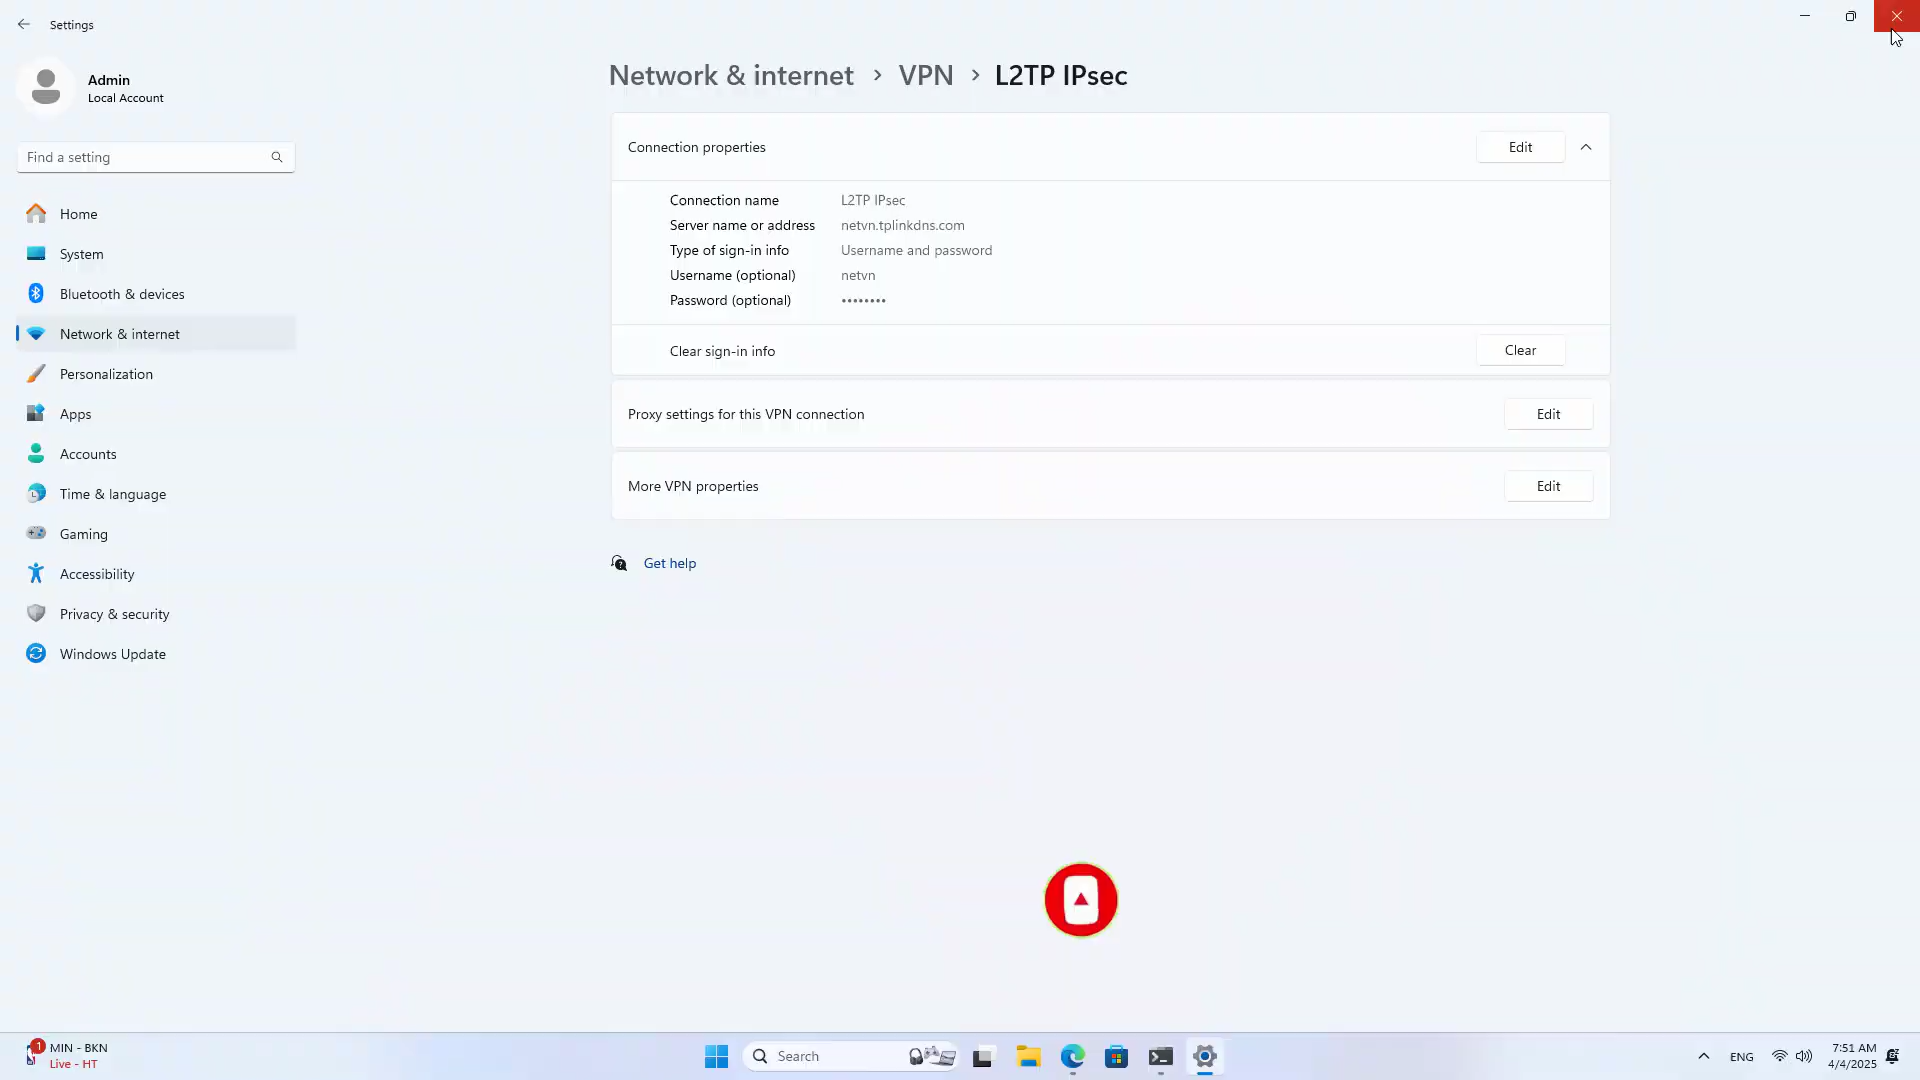 Settings
Admin
Local Account
Find a setting
Home
System
Bluetooth & devices
Network & internet
Personalization
Apps
Accounts
Time & language
Gaming
Accessibility
Privacy & security
Windows Update
Network & internet > VPN > L2TP IPsec
Connection properties
Edit
Connection name L2TP IPsec
Server name or address netvn.tplinkdns.com
Type of sign-in info Username and password
Username (optional) netvn
Password (optional) ••••••••
Clear sign-in info
Clear
Proxy settings for this VPN connection
Edit
More VPN properties
Edit
Get help
1
MIN - BKN
Live - HT
Search
ENG
7:51 AM
4/4/2025